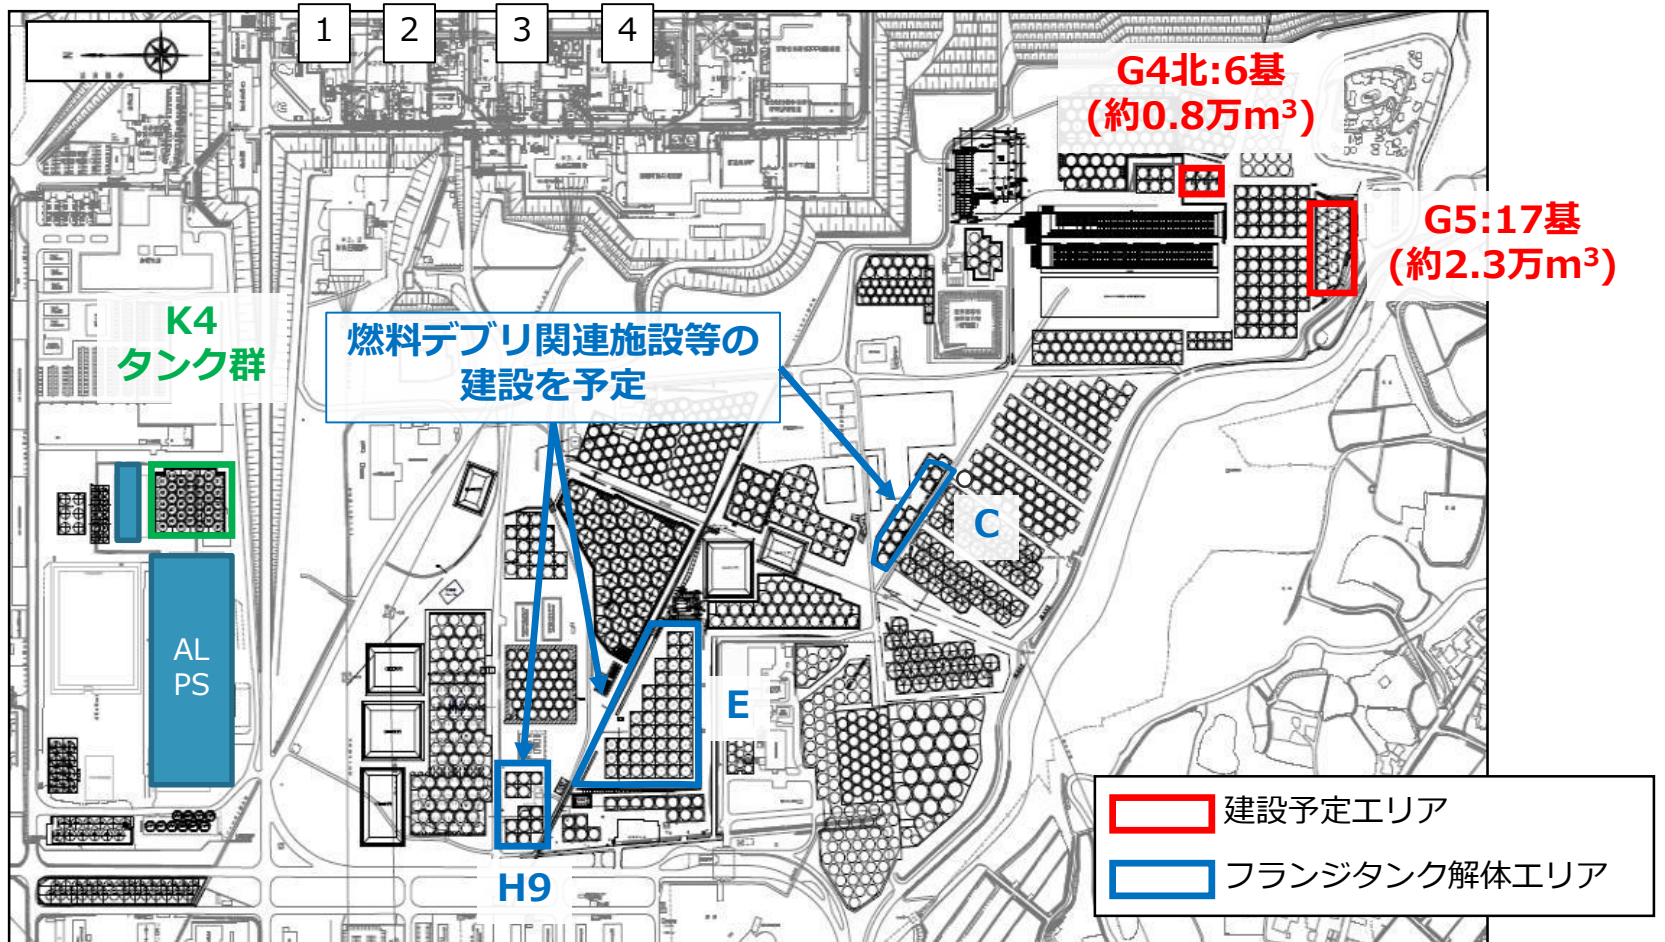 1
2
3
4
N
G4北:6基
(約0.8万m³)
G5:17基
(約2.3万m³)
K4
タンク群
燃料デブリ関連施設等の
建設を予定
C
AL
PS
E
H9
建設予定エリア
フランジタンク解体エリア